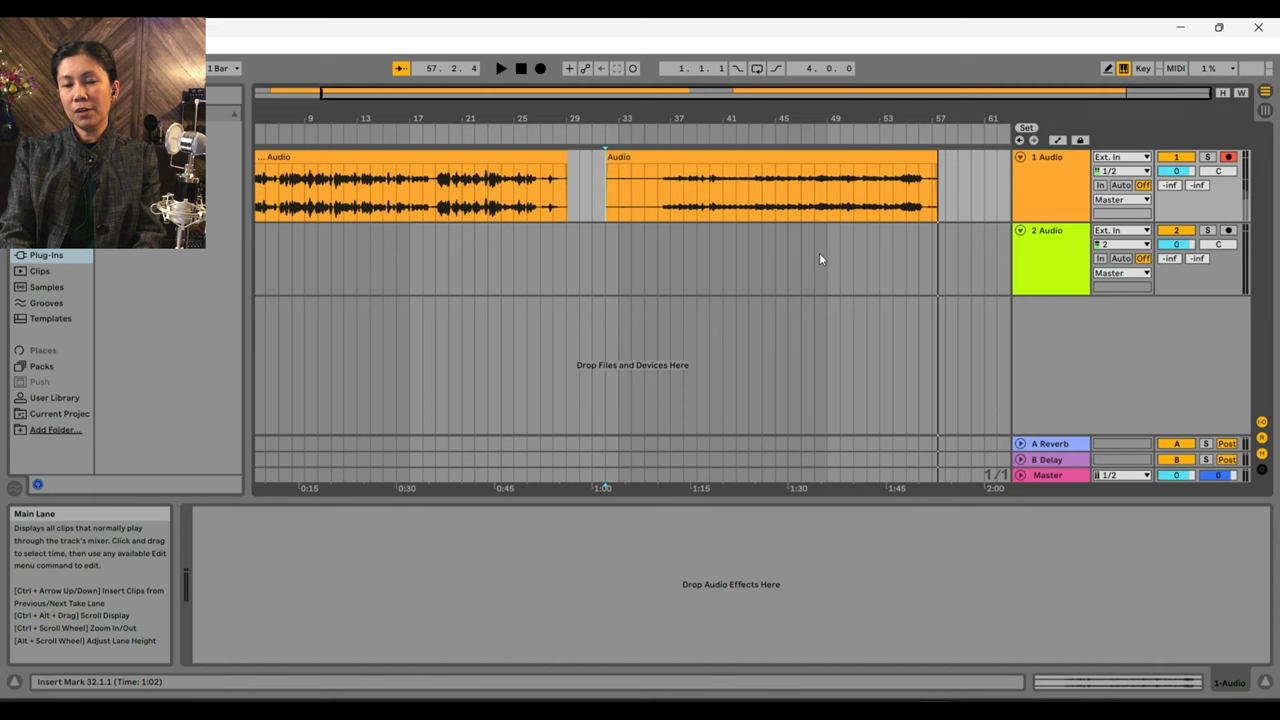 1 Bar
57. 2. 4
1. 1. 1
4. 0. 0
Key
MIDI
1 %
H
W
9
13
17
21
25
29
33
37
41
45
49
53
57
61
Set
... Audio
Audio
1 Audio
Ext. In
1
S
1/2
0
C
In
Auto
Off
-inf
-inf
Master
2 Audio
Ext. In
2
S
2
0
C
In
Auto
Off
-inf
-inf
Master
Plug-Ins
Clips
Samples
Grooves
Templates
Places
Packs
Push
User Library
Current Projec
Add Folder...
Drop Files and Devices Here
A Reverb
A
S
Post
B Delay
B
S
Post
1/1
Master
1/2
0
0
0:15
0:30
0:45
1:00
1:15
1:30
1:45
2:00
Main Lane
Displays all clips that normally play
through the track's mixer. Click and drag
to select time, then use any available Edit
menu command to edit.
[Ctrl + Arrow Up/Down] Insert Clips from
Previous/Next Take Lane
[Ctrl + Alt + Drag] Scroll Display
[Ctrl + Scroll Wheel] Zoom In/Out
[Alt + Scroll Wheel] Adjust Lane Height
Drop Audio Effects Here
Insert Mark 32.1.1 (Time: 1:02)
1-Audio